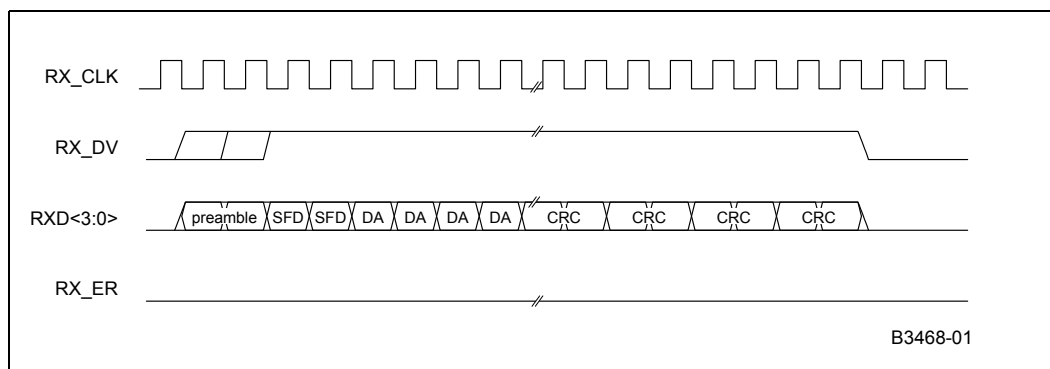 RX_CLK
RX_DV
RXD<3:0> preamble SFD SFD DA DA DA DA CRC CRC CRC CRC
RX_ER
B3468-01